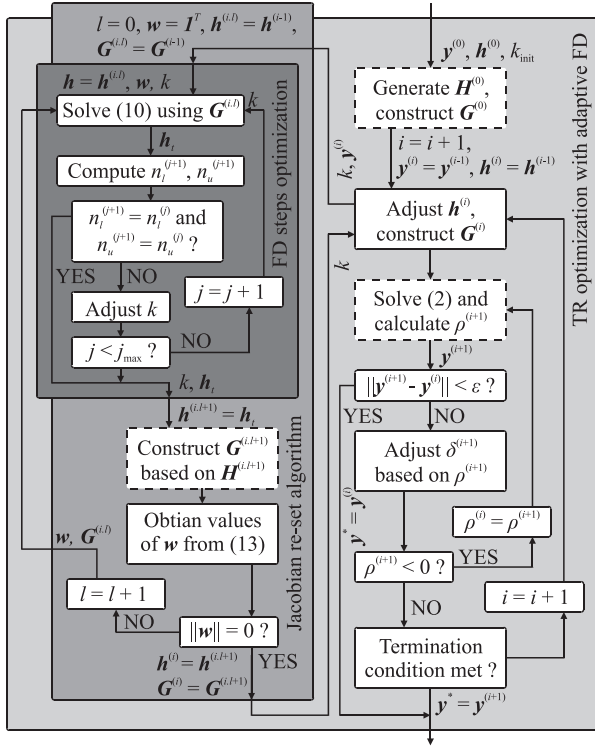 l = 0, w = 1^T, h^(i.l) = h^(i-1),
G^(i.l) = G^(i-1)
h = h^(i.l), w, k
Solve (10) using G^(i.l)
k
h_t
Compute n_l^(j+1), n_u^(j+1)
n_l^(j+1) = n_l^(j) and
n_u^(j+1) = n_u^(j) ?
YES
NO
Adjust k
j = j + 1
j < j_max ?
NO
k, h_t
FD steps optimization
h^(i.l+1) = h_t
Construct G^(i.l+1)
based on H^(i.l+1)
Obtian values
of w from (13)
w, G^(i.l)
l = l + 1
NO
||w|| = 0 ?
YES
h^(i) = h^(i.l+1)
G^(i) = G^(i.l+1)
Jacobian re-set algorithm
y^(0), h^(0), k_init
Generate H^(0),
construct G^(0)
i = i + 1,
y^(i) = y^(i-1), h^(i) = h^(i-1)
k, y^(i)
Adjust h^(i),
construct G^(i)
k
Solve (2) and
calculate ρ^(i+1)
y^(i+1)
||y^(i+1) - y^(i)|| < ε ?
YES
NO
Adjust δ^(i+1)
based on ρ^(i+1)
y* = y^(i)
ρ^(i) = ρ^(i+1)
ρ^(i+1) < 0 ?
YES
NO
i = i + 1
Termination
condition met ?
y* = y^(i+1)
TR optimization with adaptive FD